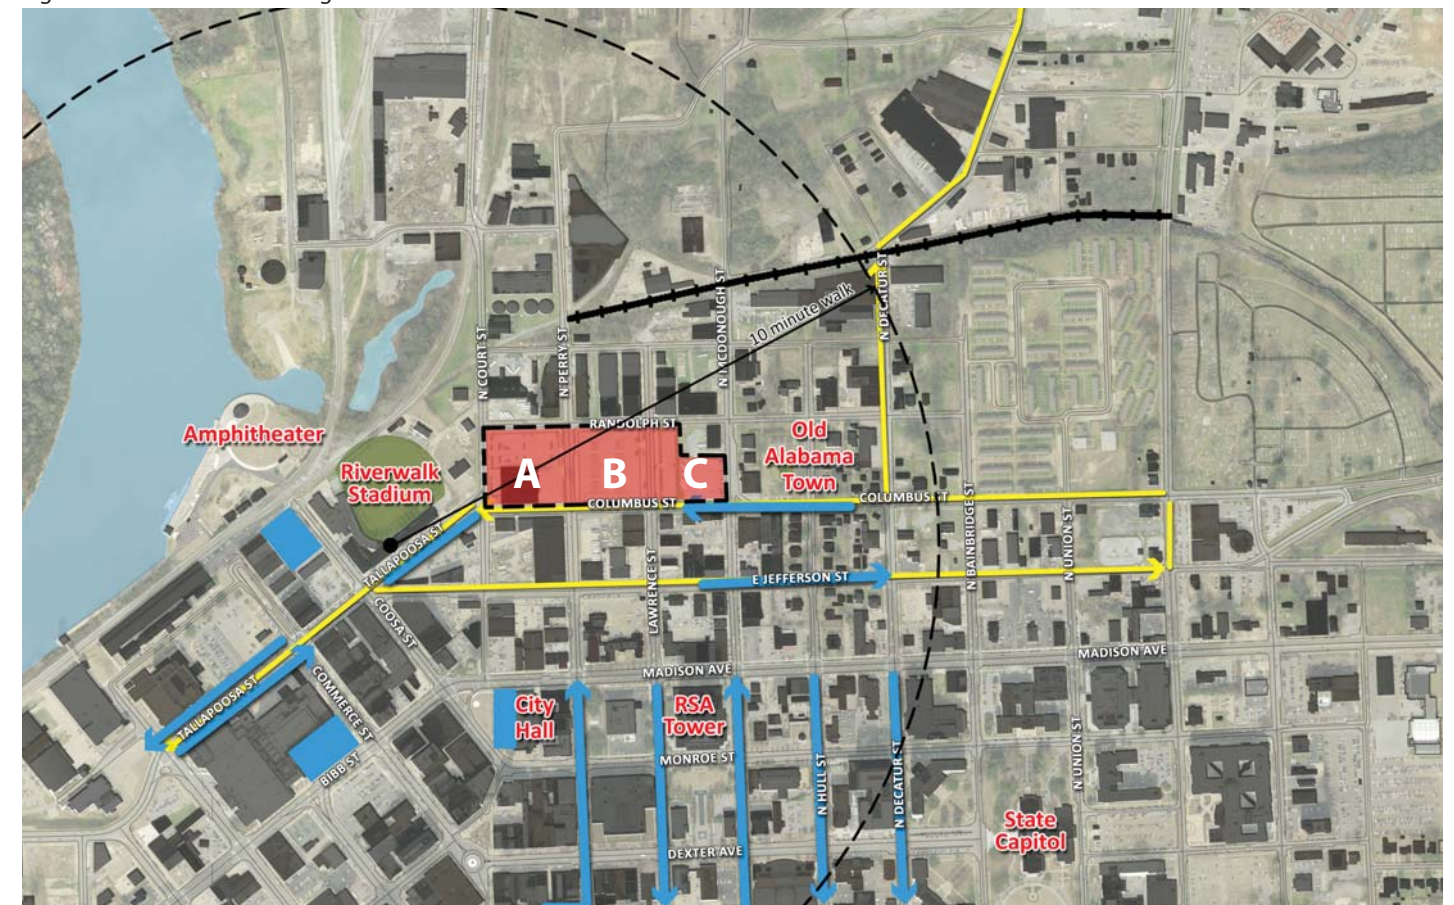 N DECATUR ST
N MCDONOUGH ST
10 minute walk
N COURT ST
N PERRY ST
RANDOLPH ST
Amphitheater
Riverwalk
Stadium
A
B
C
Old
Alabama
Town
COLUMBUS ST
COLUMBUS ST
N BAINBRIDGE ST
N UNION ST
TALLAPOOSA ST
E JEFFERSON ST
LAWRENCE ST
COOSA ST
MADISON AVE
MADISON AVE
TALLAPOOSA ST
COMMERCE ST
BIBB ST
City
Hall
RSA
Tower
MONROE ST
N HULL ST
N DECATUR ST
N UNION ST
State
Capitol
DEXTER AVE